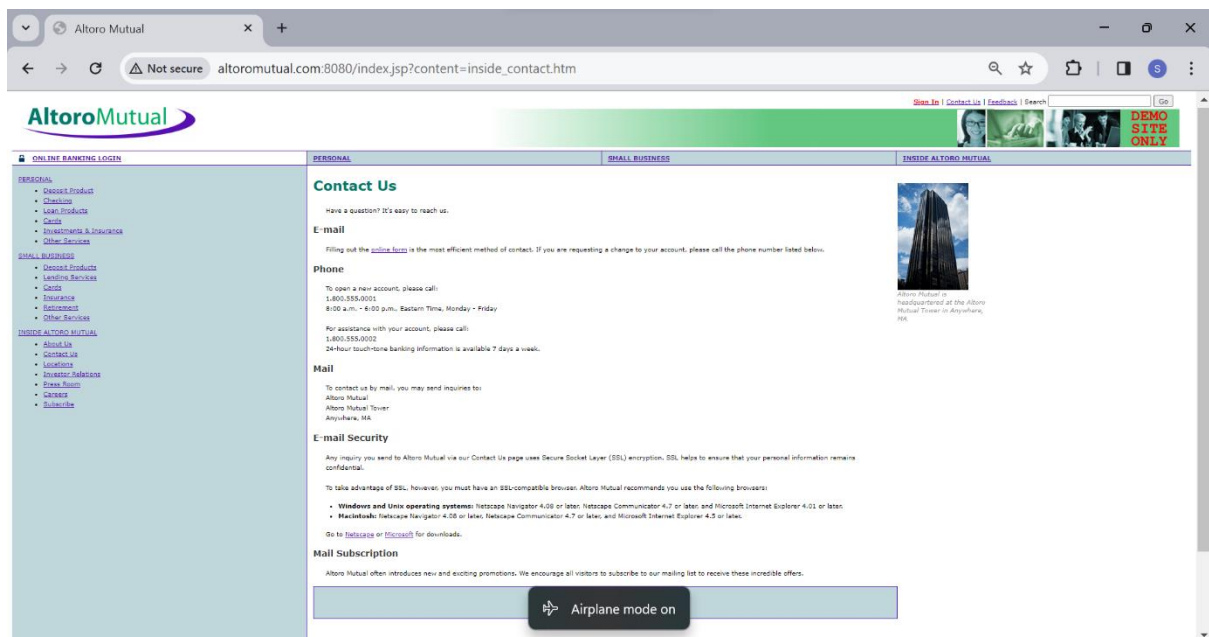 Altoro Mutual
Not secure altoromutual.com:8080/index.jsp?content=inside_contact.htm
S
Sign In | Contact Us | Feedback | Search Go
AltoroMutual
DEMO
SITE
ONLY
ONLINE BANKING LOGIN
PERSONAL
SMALL BUSINESS
INSIDE ALTORO MUTUAL
PERSONAL
Deposit Product
Checking
Loan Products
Cards
Investments & Insurance
Other Services
SMALL BUSINESS
Deposit Products
Lending Services
Cards
Insurance
Retirement
Other Services
INSIDE ALTORO MUTUAL
About Us
Contact Us
Locations
Investor Relations
Press Room
Careers
Subscribe
Contact Us
Have a question? It's easy to reach us.
E-mail
Filling out the online form is the most efficient method of contact. If you are requesting a change to your account, please call the phone number listed below.
Phone
To open a new account, please call:
1.800.555.0001
8:00 a.m. - 6:00 p.m., Eastern Time, Monday - Friday
For assistance with your account, please call:
1.800.555.0002
24-hour touch-tone banking information is available 7 days a week.
Mail
To contact us by mail, you may send inquiries to:
Altoro Mutual
Altoro Mutual Tower
Anywhere, MA
E-mail Security
Any inquiry you send to Altoro Mutual via our Contact Us page uses Secure Socket Layer (SSL) encryption. SSL helps to ensure that your personal information remains
confidential.
To take advantage of SSL, however, you must have an SSL-compatible browser. Altoro Mutual recommends you use the following browsers:
Windows and Unix operating systems: Netscape Navigator 4.08 or later, Netscape Communicator 4.7 or later, and Microsoft Internet Explorer 4.01 or later.
Macintosh: Netscape Navigator 4.08 or later, Netscape Communicator 4.7 or later, and Microsoft Internet Explorer 4.5 or later.
Go to Netscape or Microsoft for downloads.
Mail Subscription
Altoro Mutual often introduces new and exciting promotions. We encourage all visitors to subscribe to our mailing list to receive these incredible offers.
Altoro Mutual is
headquartered at the Altoro
Mutual Tower in Anywhere,
MA
Airplane mode on